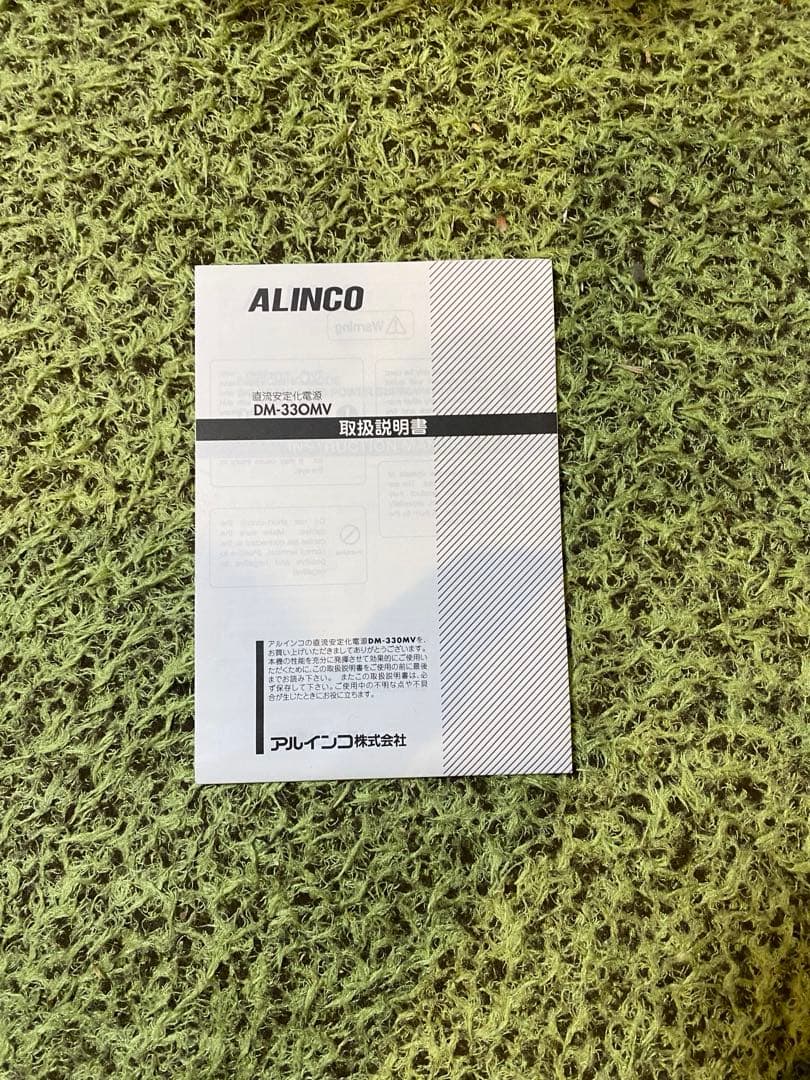 ALINCO
直流安定化電源
DM-330MV
取扱説明書
アルインコの直流安定化電源DM-330MVを、
お買い上げいただきましてありがとうございます。
本機の性能を充分に発揮させて効果的にご使用い
ただくために、この取扱説明書をご使用の前に最後
までお読み下さい。 またこの取扱説明書は、必
ず保存して下さい。ご使用中の不明な点や不具
合が生じたときにお役に立ちます。
アルインコ株式会社
Warning